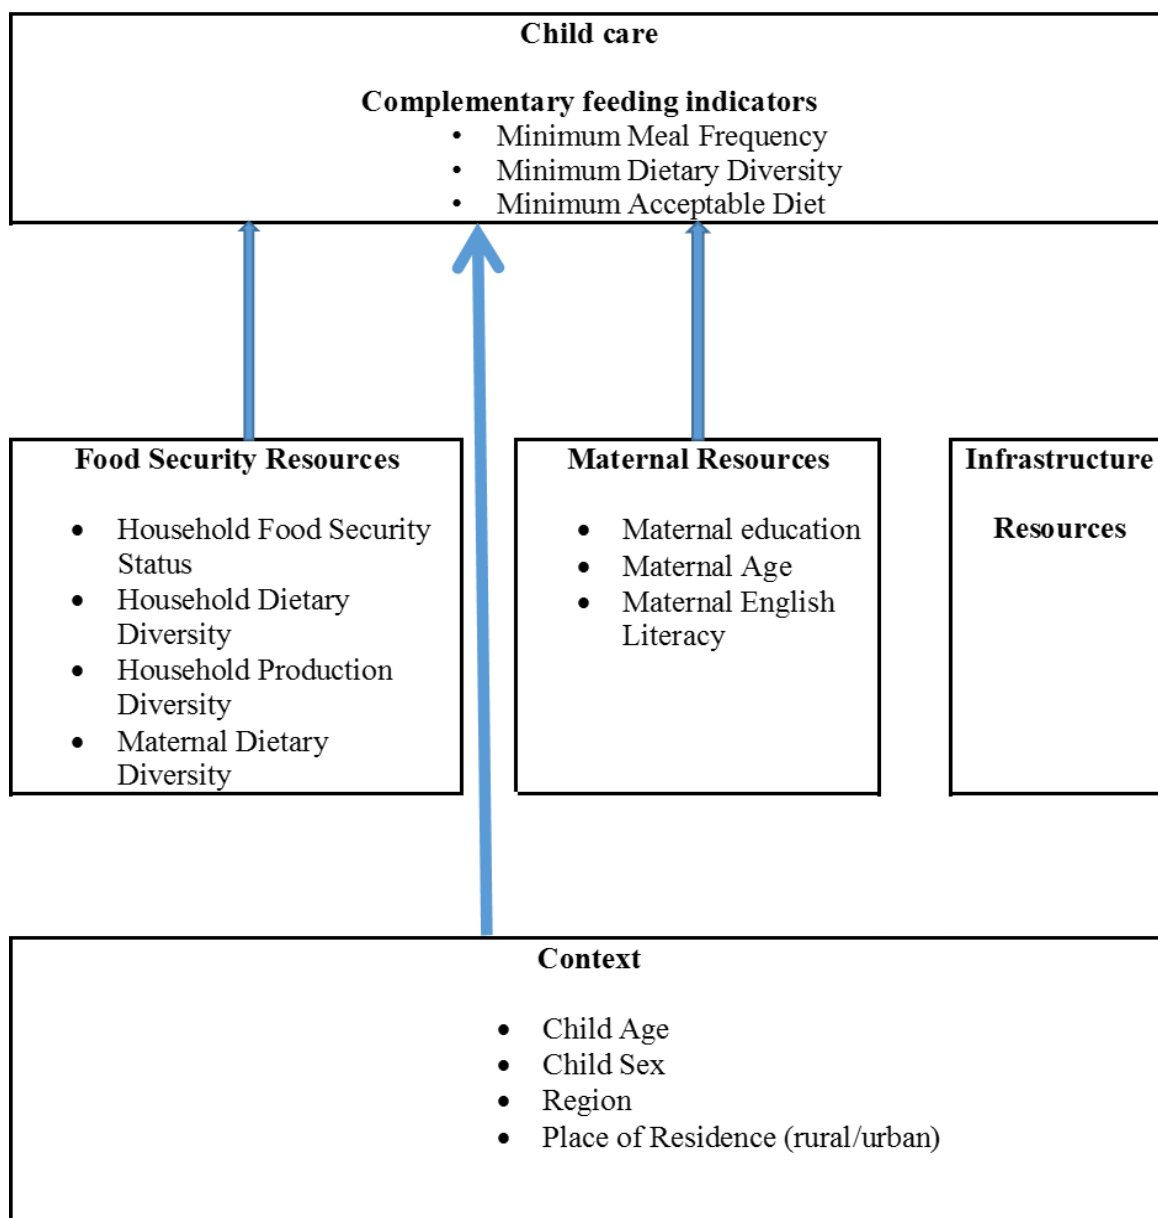 Child care
Complementary feeding indicators
• Minimum Meal Frequency
• Minimum Dietary Diversity
• Minimum Acceptable Diet
Food Security Resources
• Household Food Security
Status
• Household Dietary
Diversity
• Household Production
Diversity
• Maternal Dietary
Diversity
Maternal Resources
• Maternal education
• Maternal Age
• Maternal English
Literacy
Infrastructure
Resources
Context
• Child Age
• Child Sex
• Region
• Place of Residence (rural/urban)